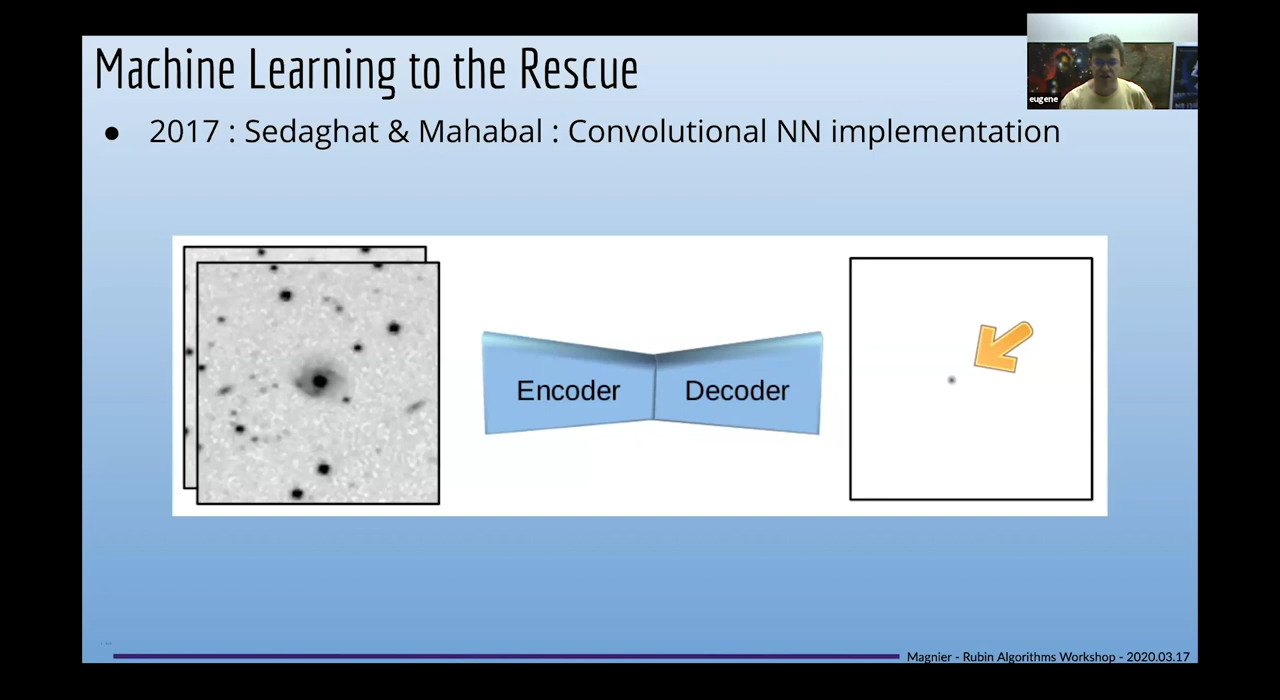 Machine Learning to the Rescue
eugene
● 2017 : Sedaghat & Mahabal : Convolutional NN implementation
Encoder
Decoder
Magnier - Rubin Algorithms Workshop - 2020.03.17